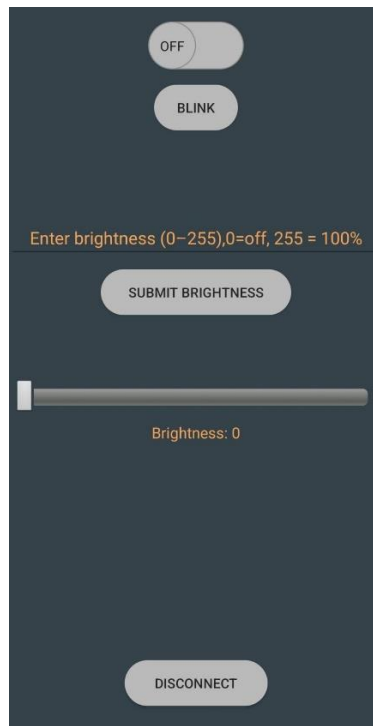 OFF
BLINK
Enter brightness (0–255),0=off, 255 = 100%
SUBMIT BRIGHTNESS
Brightness: 0
DISCONNECT